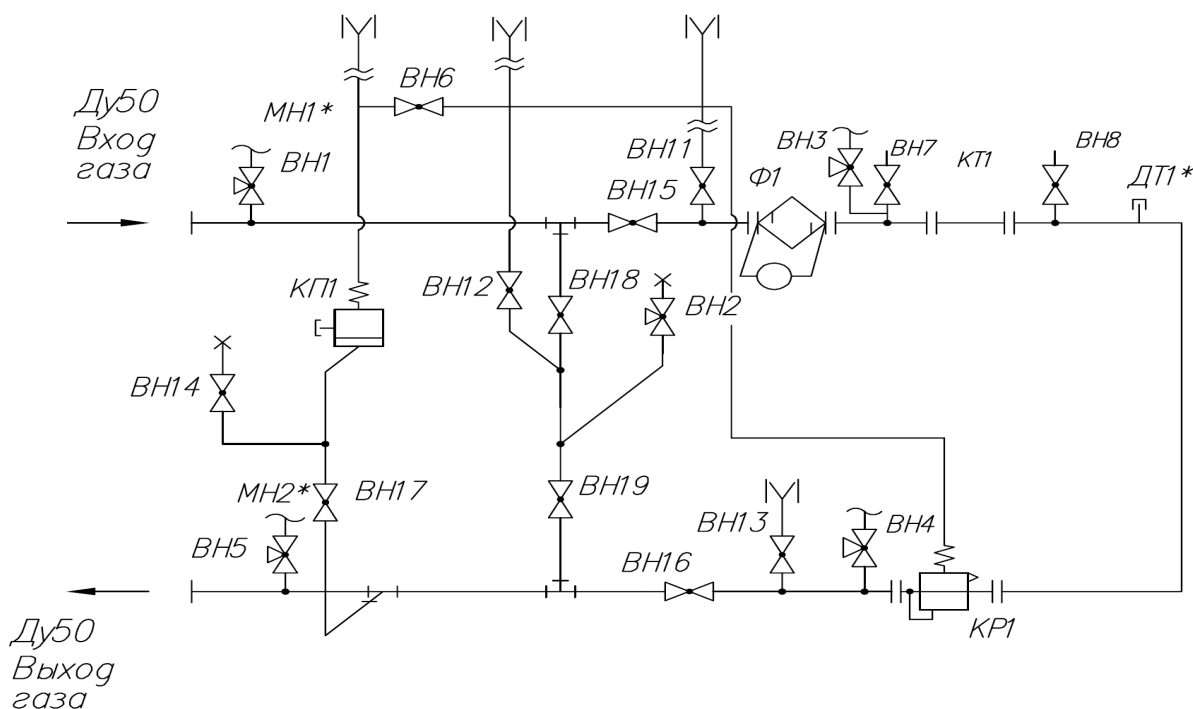 ВН6
Ду50
Вход
газа
МН1*
ВН1
ВН11
ВН15
Ф1
ВН3
ВН7
КТ1
ВН8
ДТ1*
КП1
ВН12
ВН18
ВН2
ВН14
МН2*
ВН17
ВН19
ВН5
ВН13
ВН4
ВН16
КР1
Ду50
Выход
газа